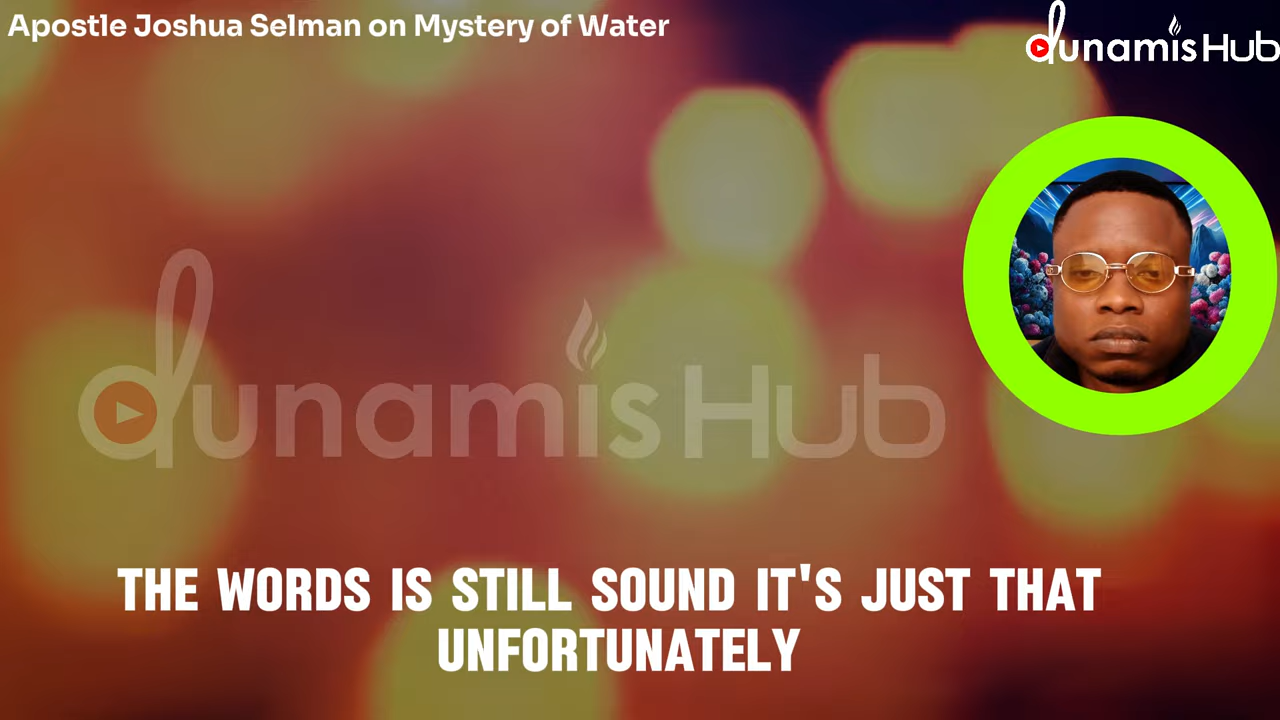 Apostle Joshua Selman on Mystery of Water
dunamisHub
dunamisHub
THE WORDS IS STILL SOUND IT'S JUST THAT
UNFORTUNATELY